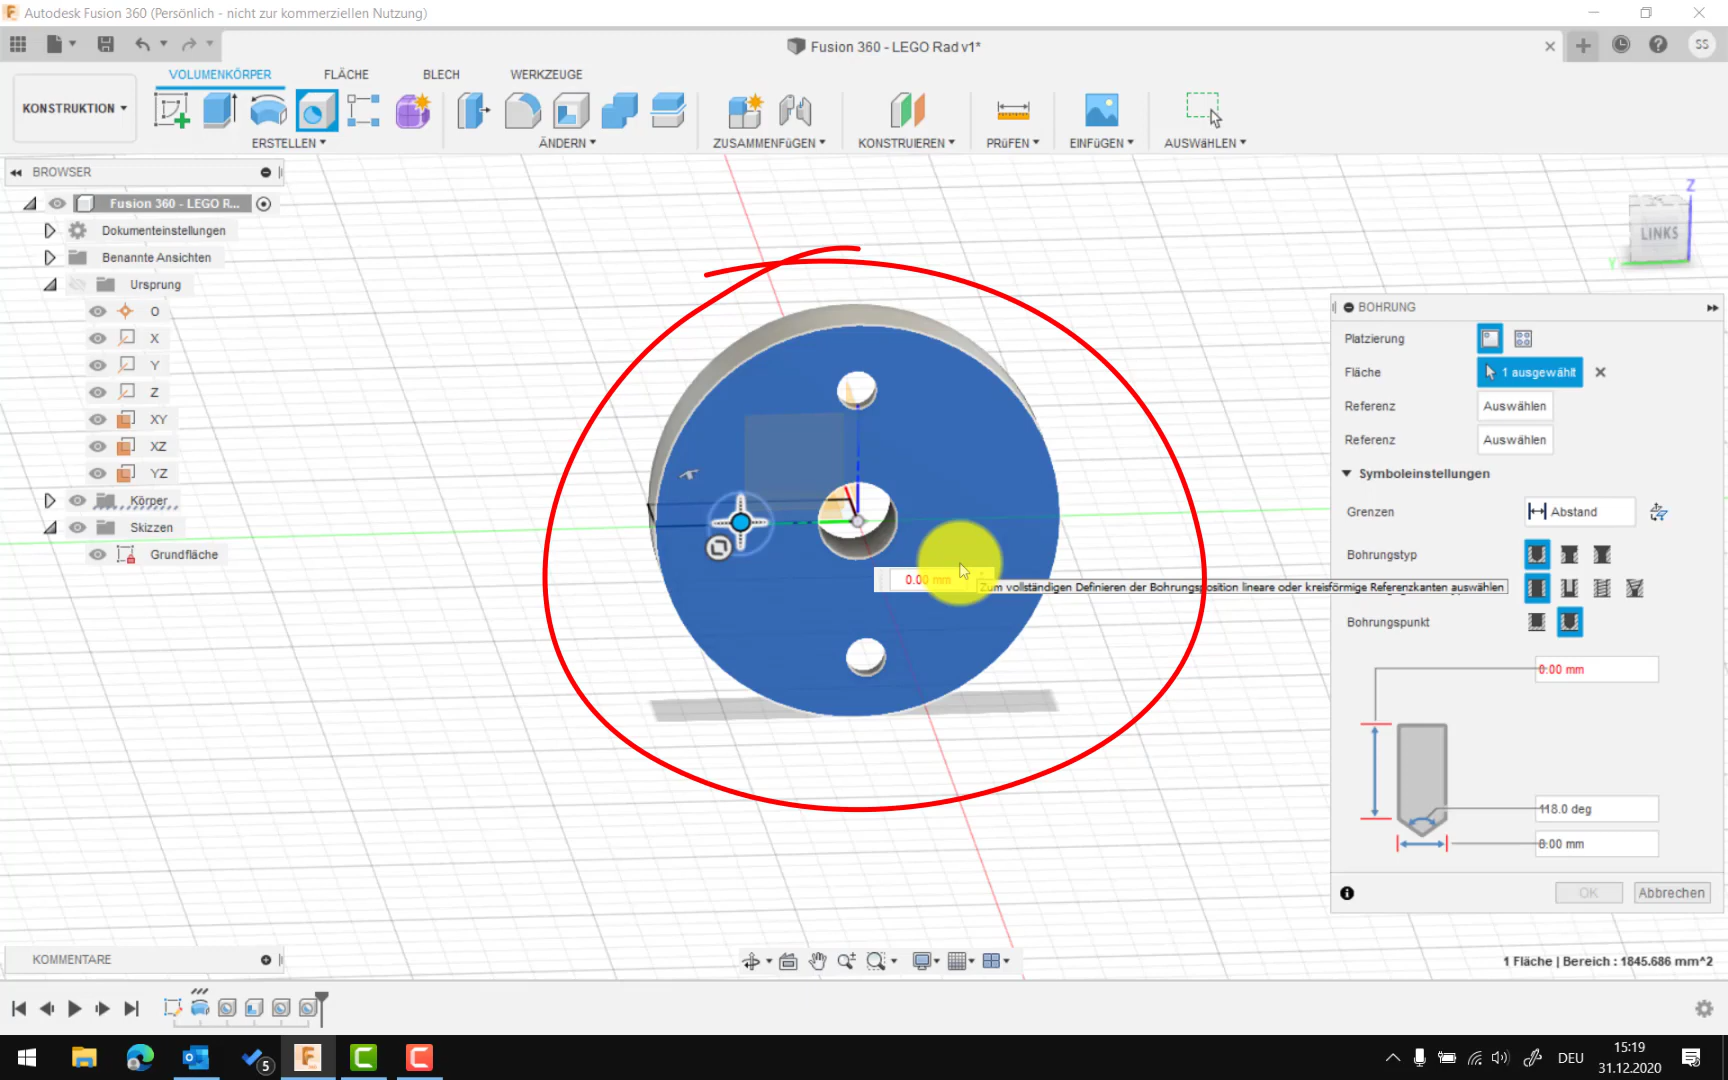 Autodesk Fusion 360 (Persönlich - nicht zur kommerziellen Nutzung)
Fusion 360 - LEGO Rad v1*
SS
VOLUMENKÖRPER
FLÄCHE
BLECH
WERKZEUGE
KONSTRUKTION
ERSTELLEN
ÄNDERN
ZUSAMMENFÜGEN
KONSTRUIEREN
PRÜFEN
EINFÜGEN
AUSWÄHLEN
BROWSER
Fusion 360 - LEGO R...
Dokumenteinstellungen
Benannte Ansichten
Ursprung
O
X
Y
Z
XY
XZ
YZ
Körper
Skizzen
Grundfläche
Z
LINKS
Y
BOHRUNG
Platzierung
Fläche
1 ausgewählt
Referenz
Auswählen
Referenz
Auswählen
Symboleinstellungen
Grenzen
Abstand
Bohrungstyp
0.00 mm
Zum vollständigen Definieren der Bohrungsposition lineare oder kreisförmige Referenzkanten auswählen
Bohrungspunkt
0.00 mm
118.0 deg
8.00 mm
OK
Abbrechen
KOMMENTARE
1 Fläche | Bereich : 1845.686 mm^2
5
DEU
15:19
31.12.2020